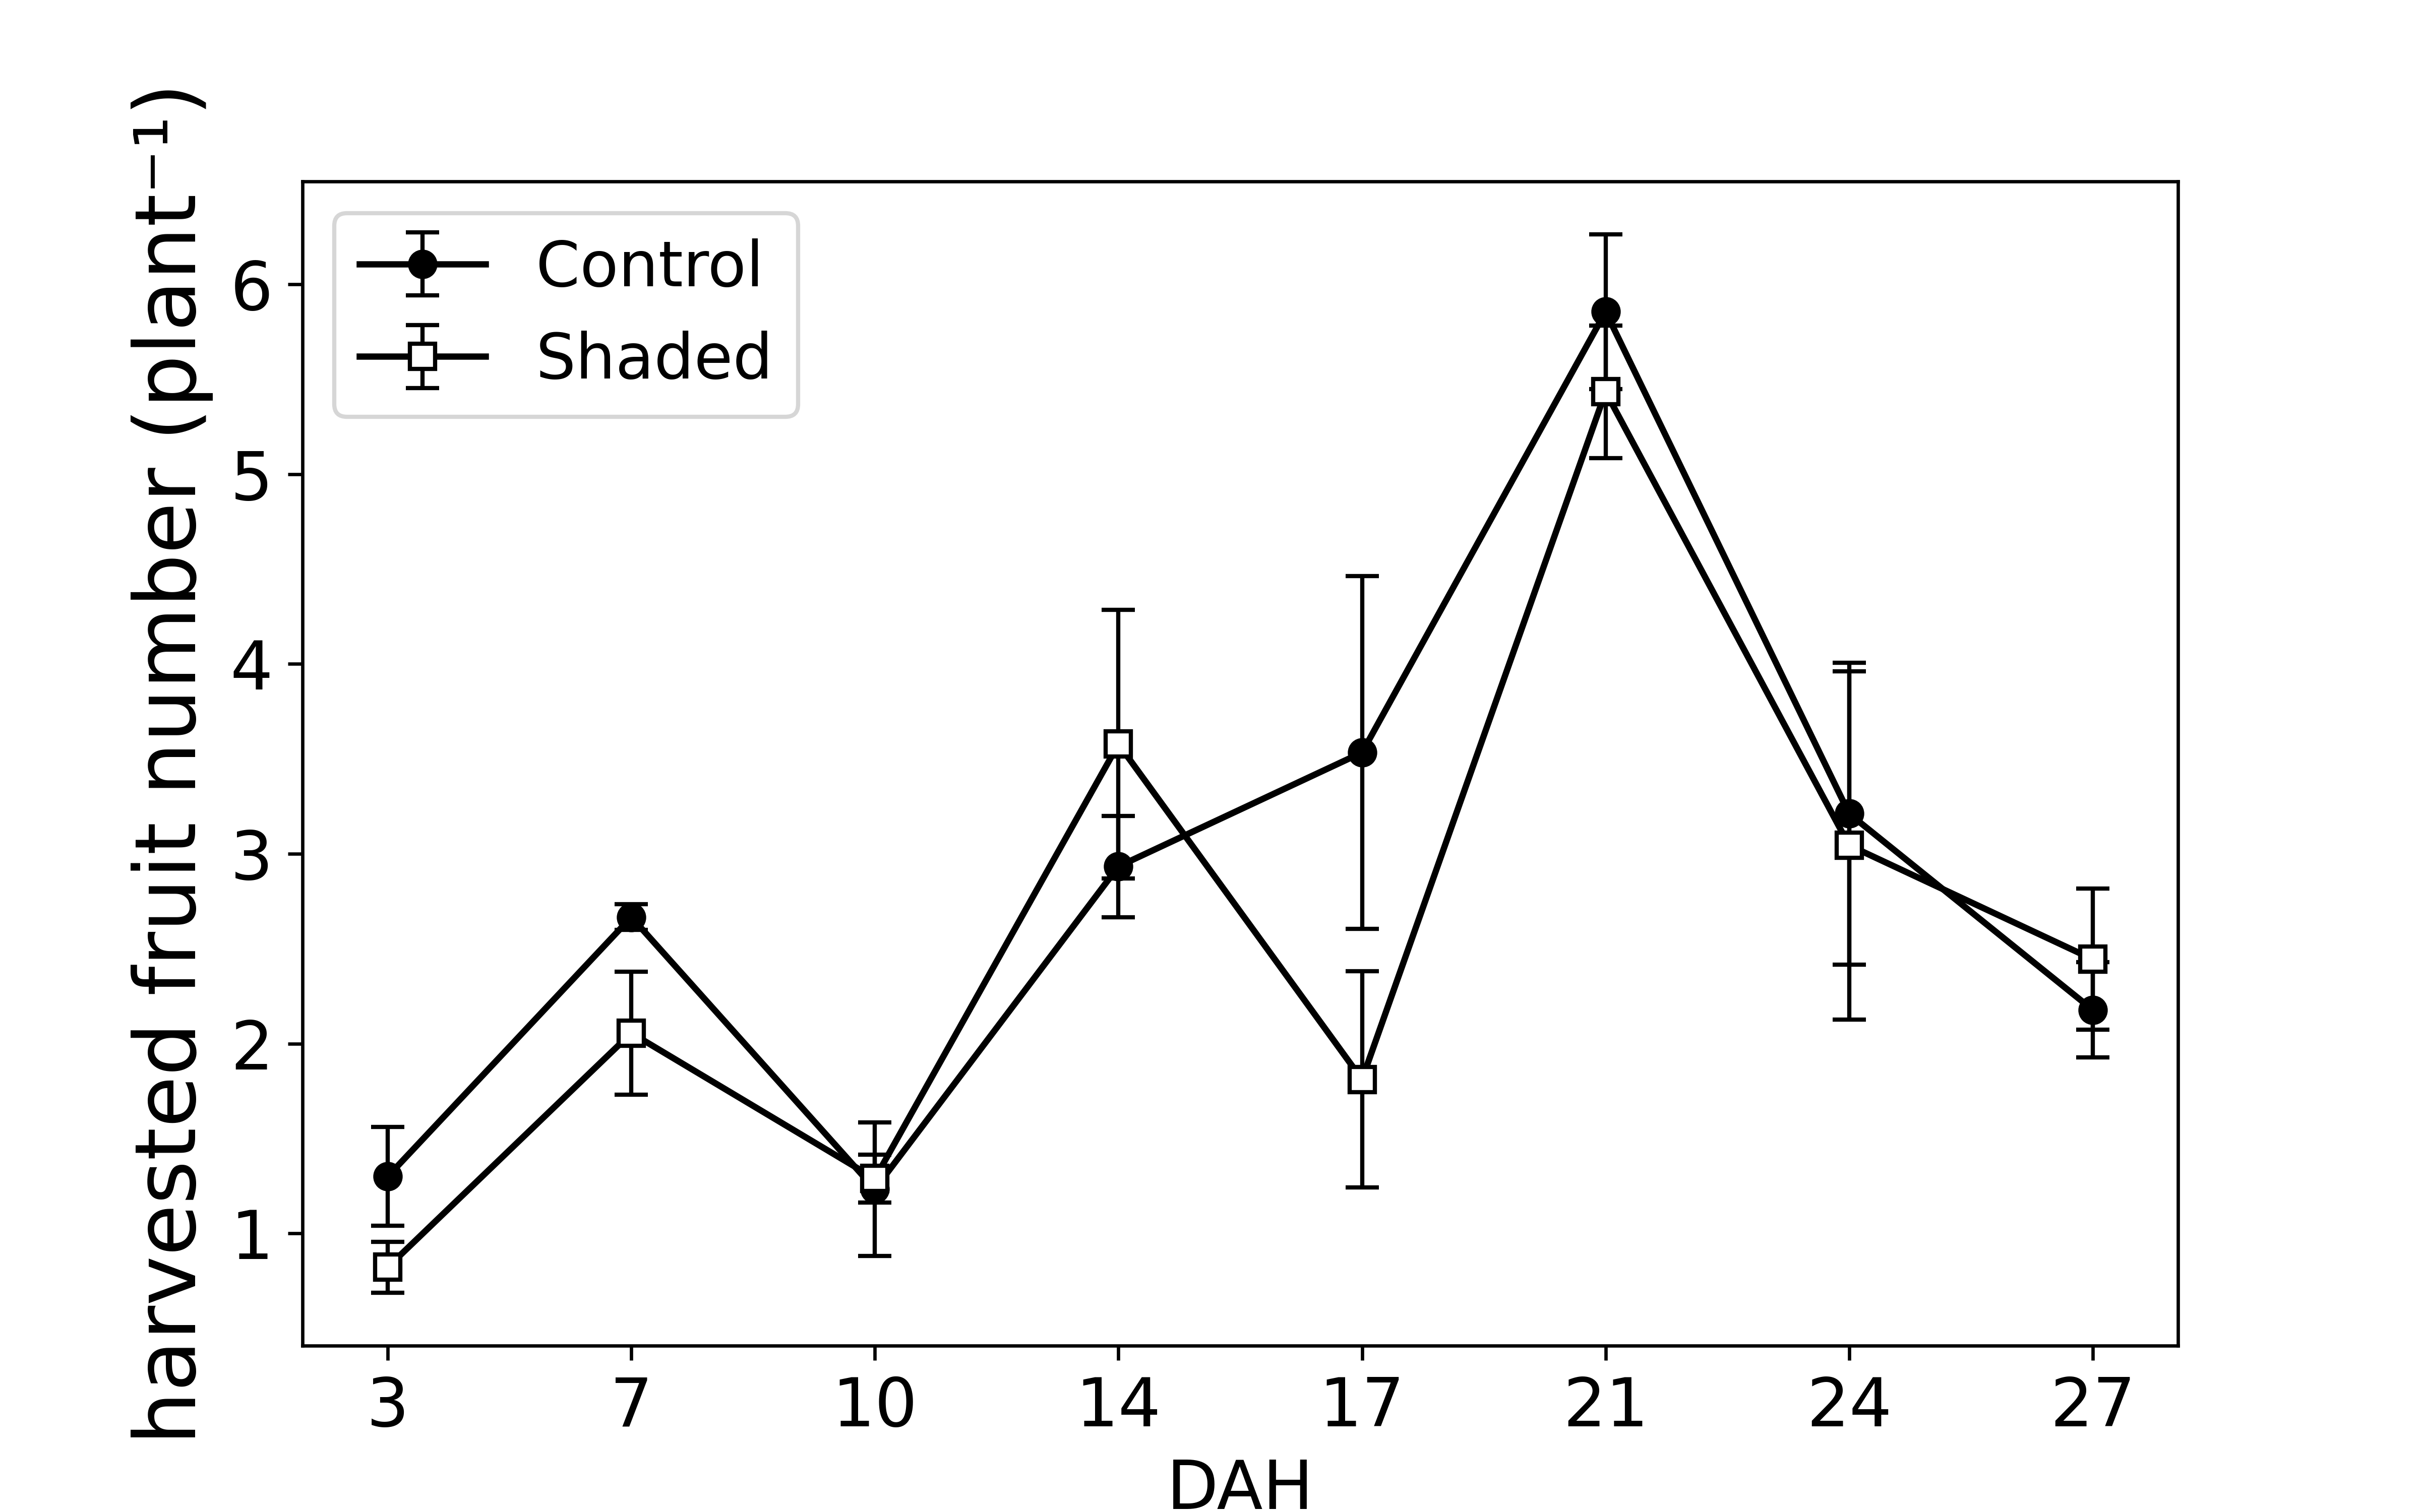 harvested fruit number (plant⁻¹)
Control
Shaded
6
5
4
3
2
1
3 7 10 14 17 21 24 27
DAH